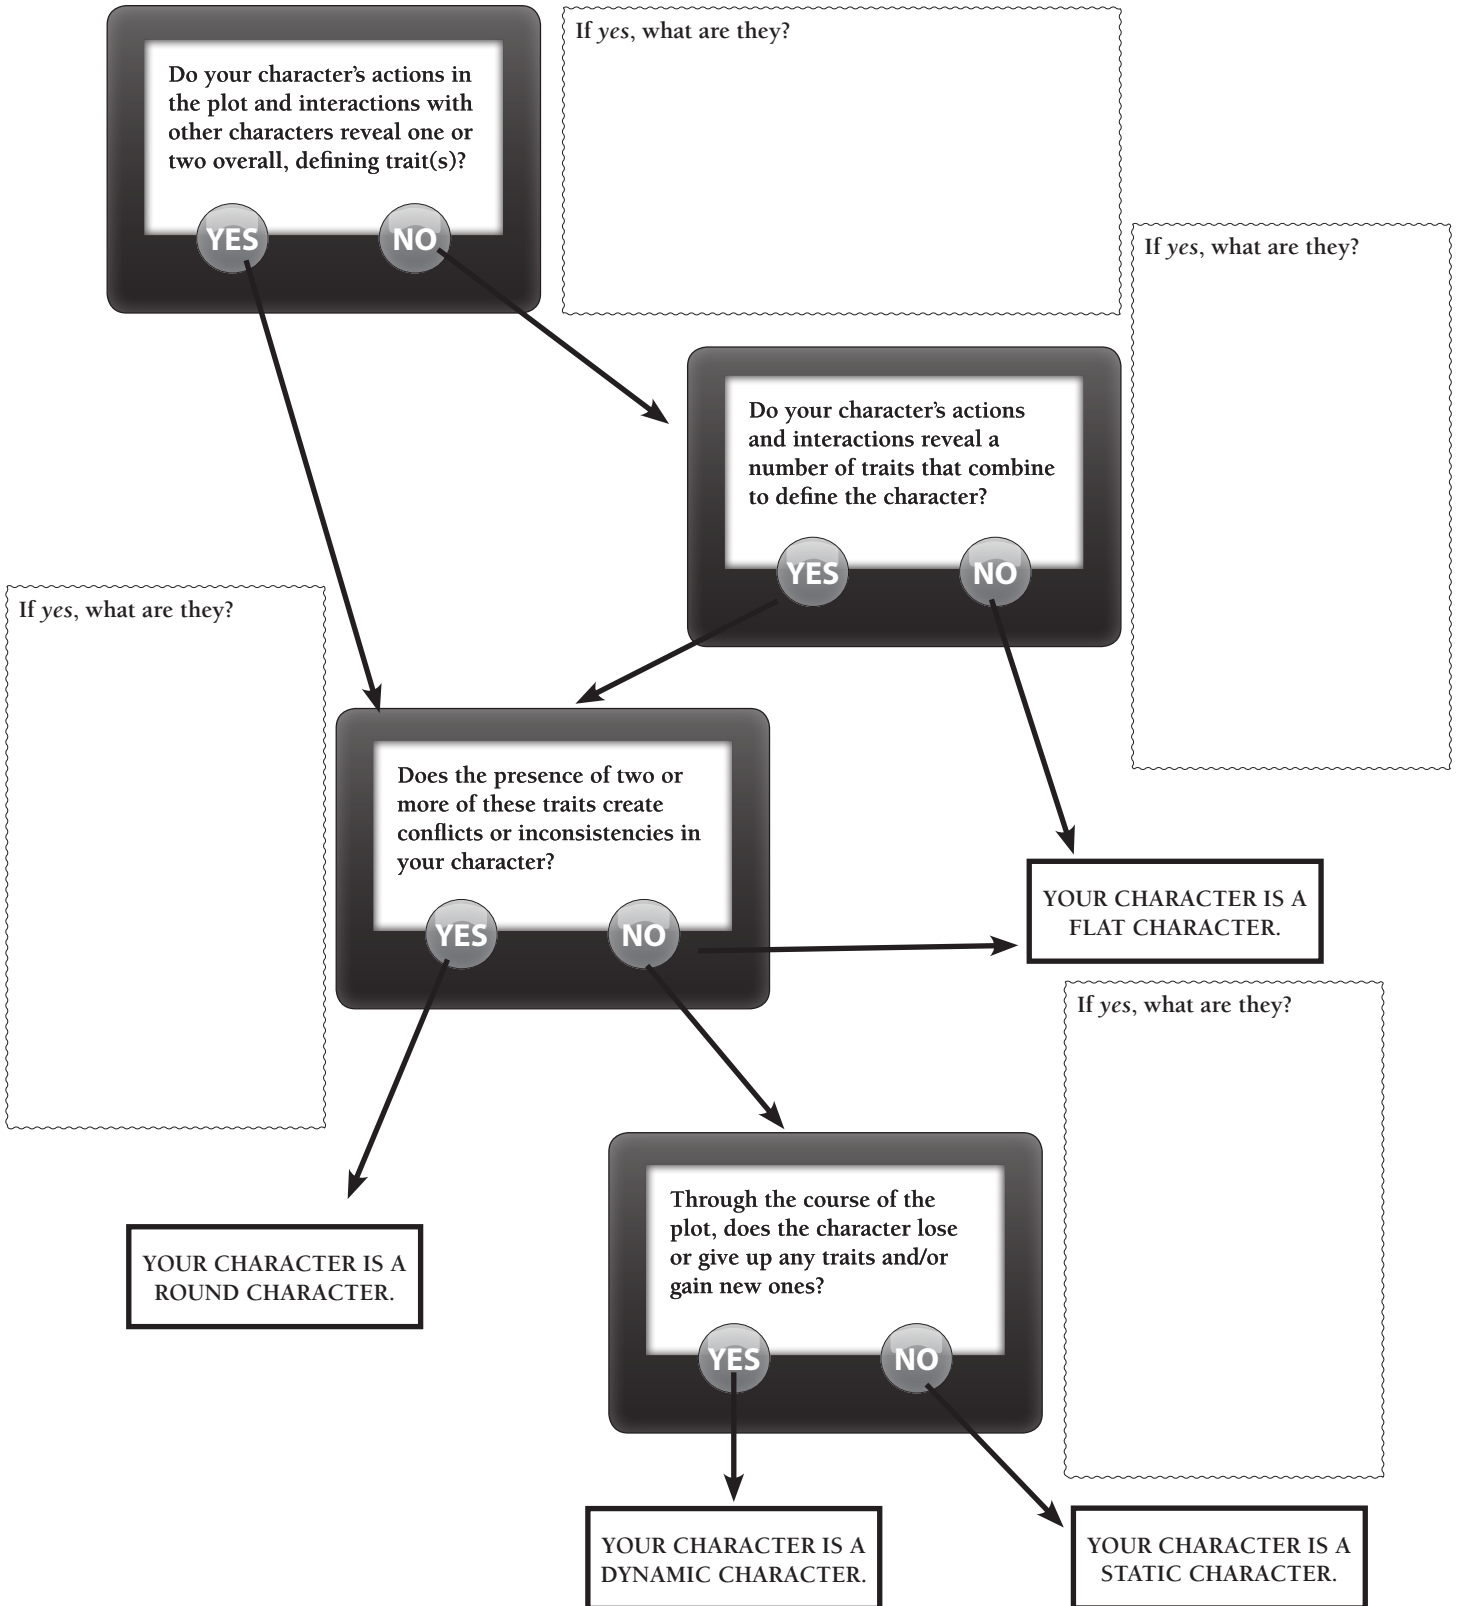 Do your character's actions in
the plot and interactions with
other characters reveal one or
two overall, defining trait(s)?
YES
NO
If yes, what are they?
If yes, what are they?
Do your character's actions
and interactions reveal a
number of traits that combine
to define the character?
YES
NO
If yes, what are they?
Does the presence of two or
more of these traits create
conflicts or inconsistencies in
your character?
YES
NO
YOUR CHARACTER IS A
FLAT CHARACTER.
If yes, what are they?
YOUR CHARACTER IS A
ROUND CHARACTER.
Through the course of the
plot, does the character lose
or give up any traits and/or
gain new ones?
YES
NO
YOUR CHARACTER IS A
DYNAMIC CHARACTER.
YOUR CHARACTER IS A
STATIC CHARACTER.